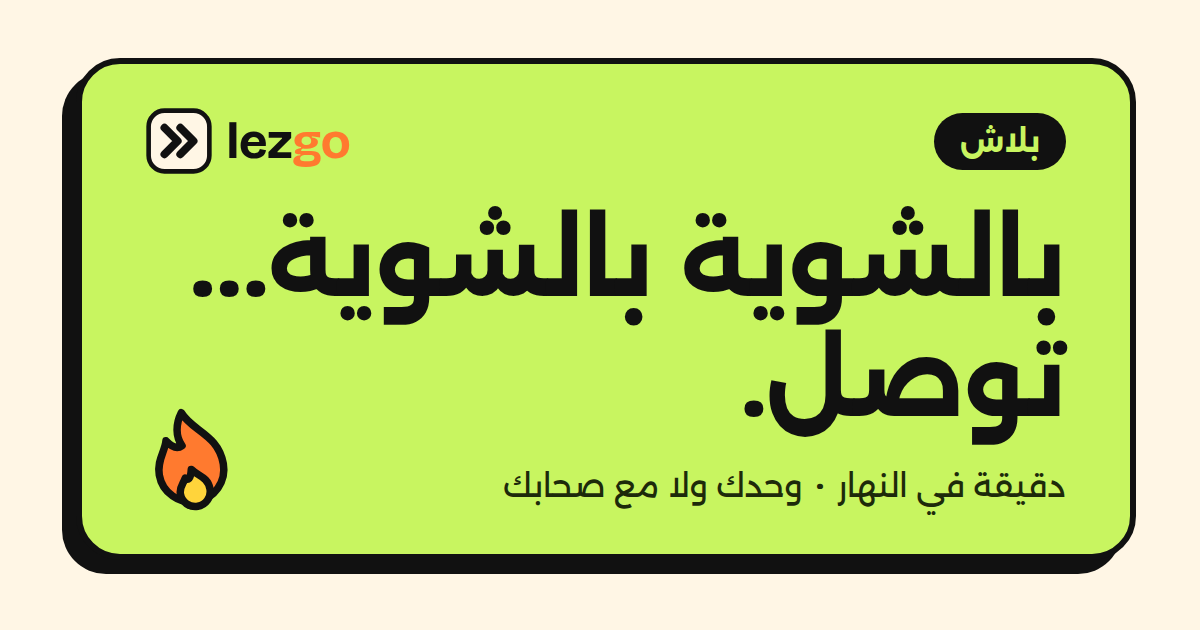 lezgo
بلاش
بالشوية بالشوية...
توصل.
دقيقة في النهار · وحدك ولا مع صحابك